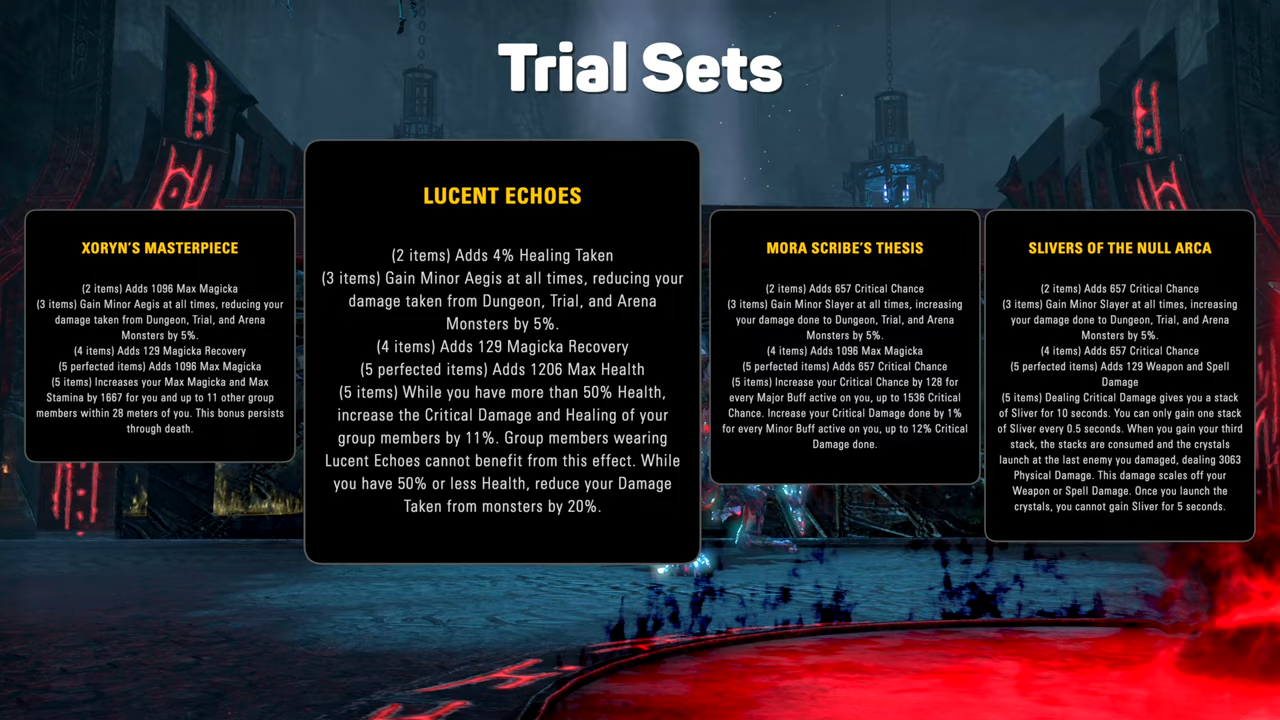 Trial Sets
XORYN'S MASTERPIECE
(2 items) Adds 1096 Max Magicka
(3 items) Gain Minor Aegis at all times, reducing your
damage taken from Dungeon, Trial, and Arena
Monsters by 5%.
(4 items) Adds 129 Magicka Recovery
(5 perfected items) Adds 1096 Max Magicka
(5 items) Increases your Max Magicka and Max
Stamina by 1667 for you and up to 11 other group
members within 28 meters of you. This bonus persists
through death.
LUCENT ECHOES
(2 items) Adds 4% Healing Taken
(3 items) Gain Minor Aegis at all times, reducing your
damage taken from Dungeon, Trial, and Arena
Monsters by 5%.
(4 items) Adds 129 Magicka Recovery
(5 perfected items) Adds 1206 Max Health
(5 items) While you have more than 50% Health,
increase the Critical Damage and Healing of your
group members by 11%. Group members wearing
Lucent Echoes cannot benefit from this effect. While
you have 50% or less Health, reduce your Damage
Taken from monsters by 20%.
MORA SCRIBE'S THESIS
(2 items) Adds 657 Critical Chance
(3 items) Gain Minor Slayer at all times, increasing
your damage done to Dungeon, Trial, and Arena
Monsters by 5%.
(4 items) Adds 1096 Max Magicka
(5 perfected items) Adds 657 Critical Chance
(5 items) Increase your Critical Chance by 128 for
every Major Buff active on you, up to 1536 Critical
Chance. Increase your Critical Damage done by 1%
for every Minor Buff active on you, up to 12% Critical
Damage done.
SLIVERS OF THE NULL ARCA
(2 items) Adds 657 Critical Chance
(3 items) Gain Minor Slayer at all times, increasing
your damage done to Dungeon, Trial, and Arena
Monsters by 5%.
(4 items) Adds 657 Critical Chance
(5 perfected items) Adds 129 Weapon and Spell
Damage
(5 items) Dealing Critical Damage gives you a stack
of Sliver for 10 seconds. You can only gain one stack
of Sliver every 0.5 seconds. When you gain your third
stack, the stacks are consumed and the crystals
launch at the last enemy you damaged, dealing 3063
Physical Damage. This damage scales off your
Weapon or Spell Damage. Once you launch the
crystals, you cannot gain Sliver for 5 seconds.